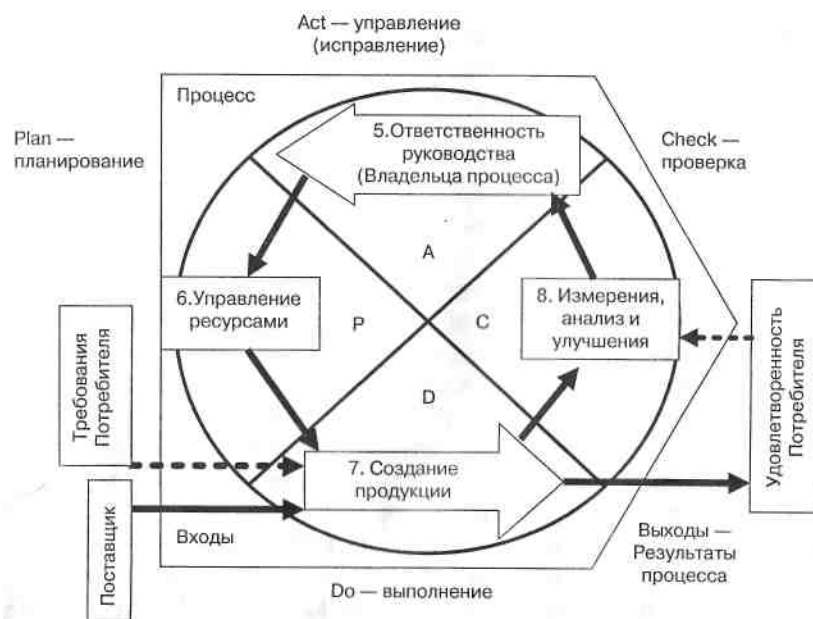 Act — управление
(исправление)
Процесс
Plan —
планирование
5.Ответственность
руководства
(Владельца процесса)
Check —
проверка
A
6.Управление
ресурсами
P
C
8. Измерения,
анализ и
улучшения
D
Требования
Потребителя
Удовлетворенность
Потребителя
7. Создание
продукции
Поставщик
Входы
Выходы —
Результаты
процесса
Do — выполнение